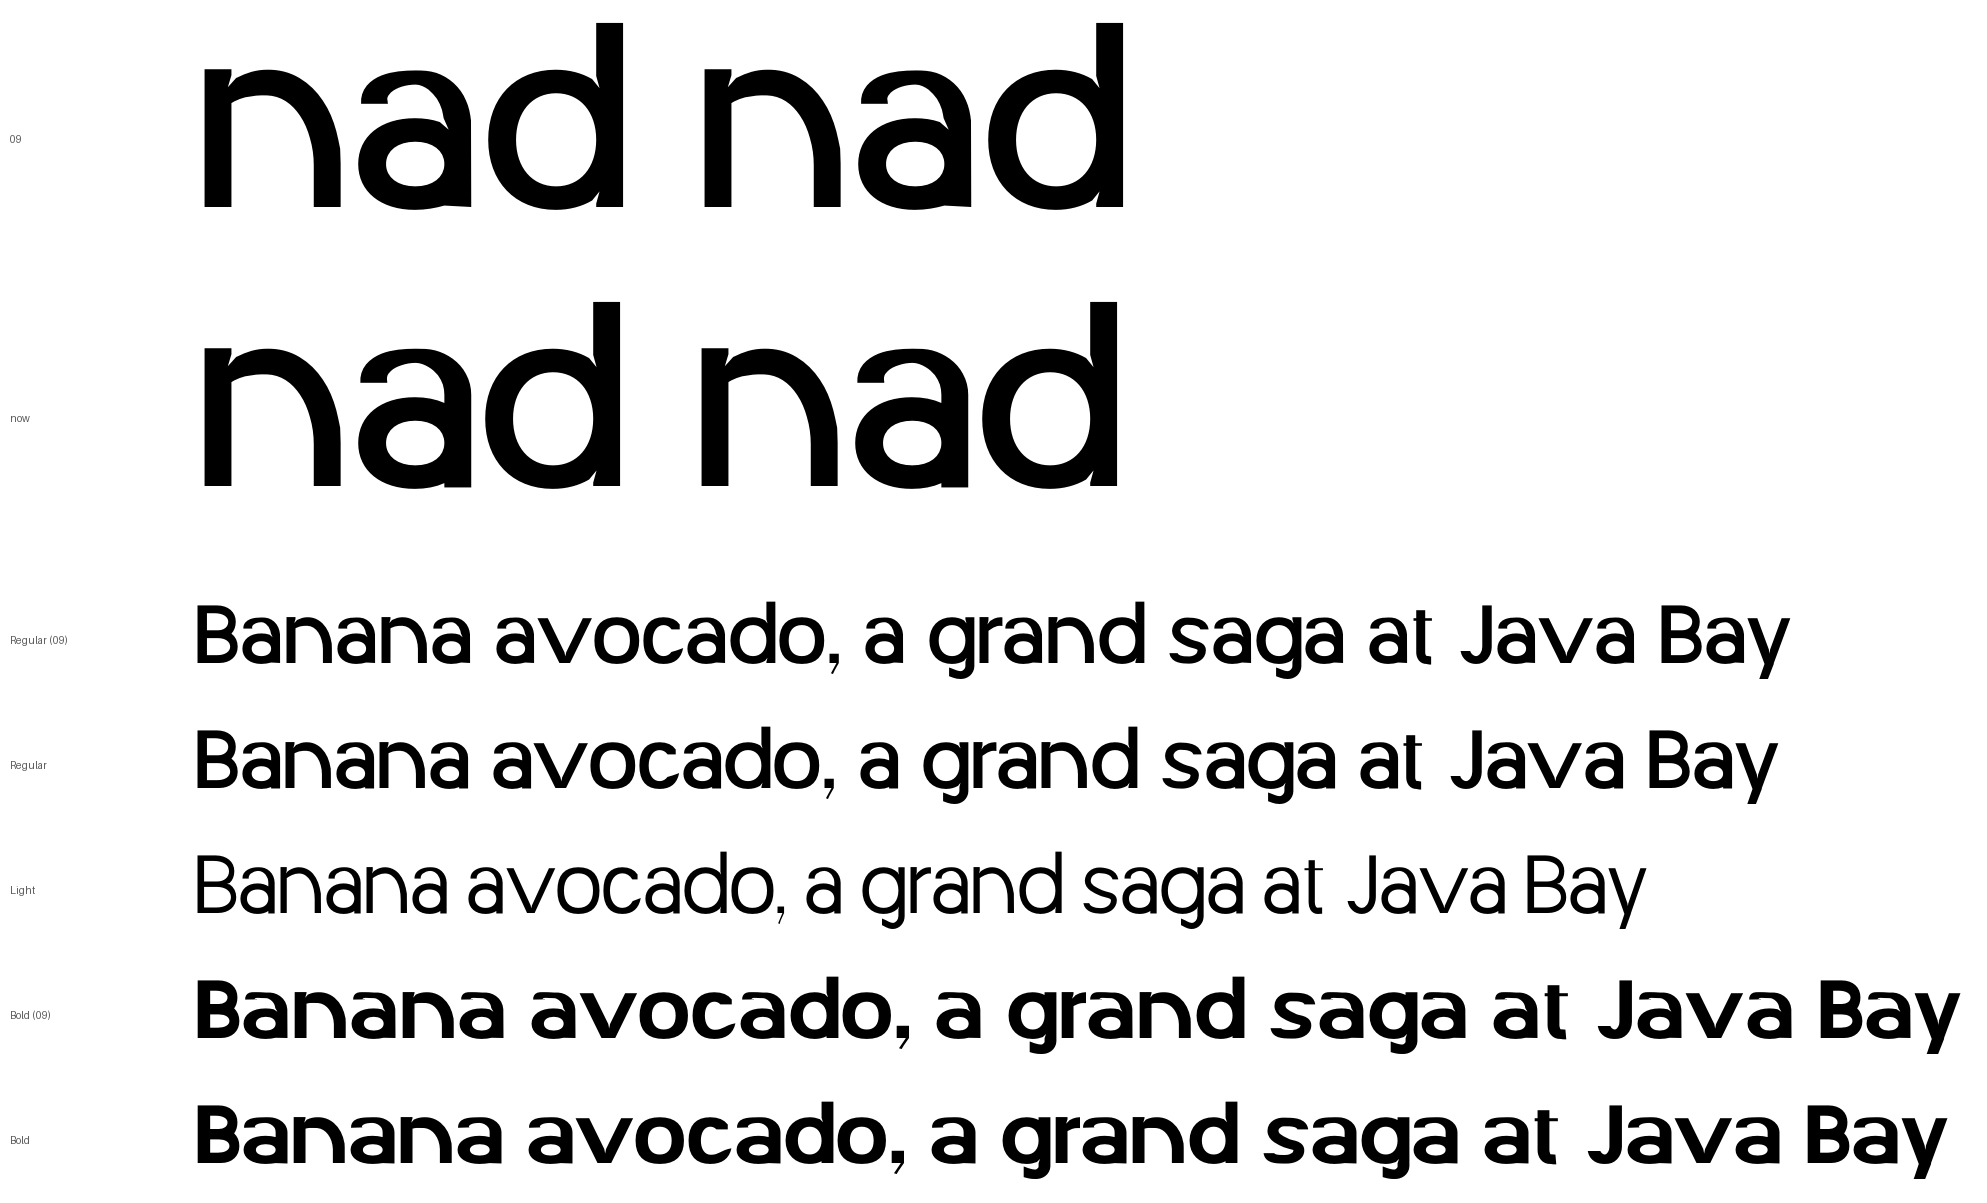 09 nad nad
now nad nad
Regular (09) Banana avocado, a grand saga at Java Bay
Regular Banana avocado, a grand saga at Java Bay
Light Banana avocado, a grand saga at Java Bay
Bold (09) Banana avocado, a grand saga at Java Bay
Bold Banana avocado, a grand saga at Java Bay